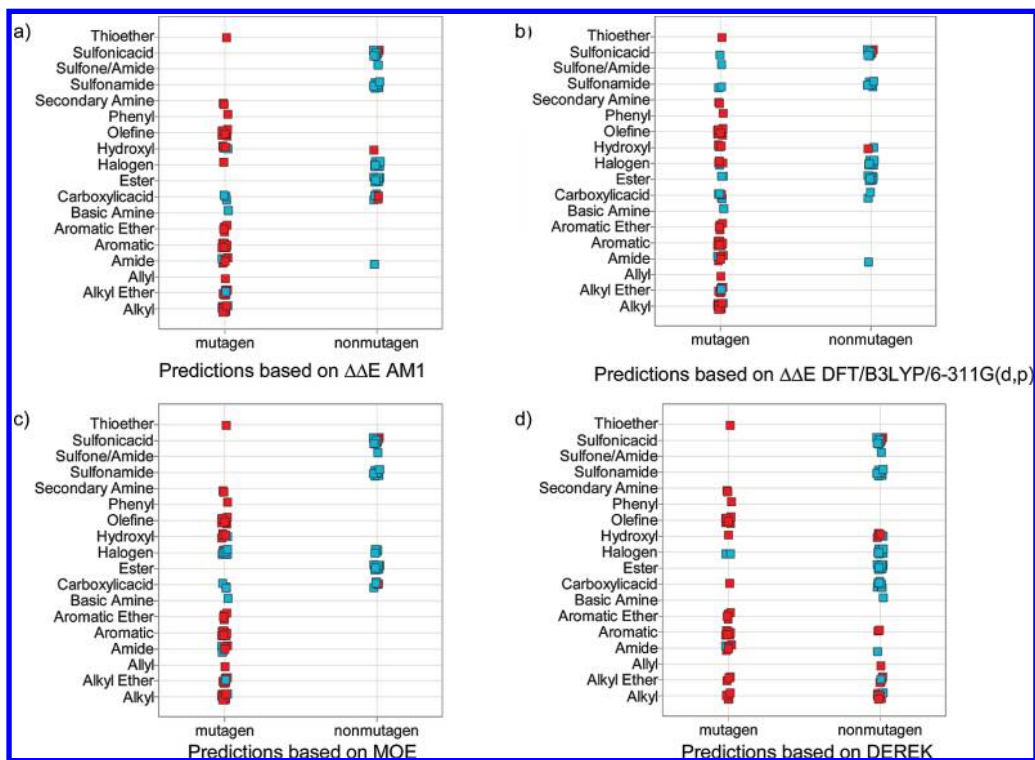 a)
Thioether
Sulfonicacid
Sulfone/Amide
Sulfonamide
Secondary Amine
Phenyl
Olefine
Hydroxyl
Halogen
Ester
Carboxylicacid
Basic Amine
Aromatic Ether
Aromatic
Amide
Allyl
Alkyl Ether
Alkyl
mutagen nonmutagen
Predictions based on ΔΔE AM1
b)
Thioether
Sulfonicacid
Sulfone/Amide
Sulfonamide
Secondary Amine
Phenyl
Olefine
Hydroxyl
Halogen
Ester
Carboxylicacid
Basic Amine
Aromatic Ether
Aromatic
Amide
Allyl
Alkyl Ether
Alkyl
mutagen nonmutagen
Predictions based on ΔΔE DFT/B3LYP/6-311G(d,p)
c)
Thioether
Sulfonicacid
Sulfone/Amide
Sulfonamide
Secondary Amine
Phenyl
Olefine
Hydroxyl
Halogen
Ester
Carboxylicacid
Basic Amine
Aromatic Ether
Aromatic
Amide
Allyl
Alkyl Ether
Alkyl
mutagen nonmutagen
Predictions based on MOE
d)
Thioether
Sulfonicacid
Sulfone/Amide
Sulfonamide
Secondary Amine
Phenyl
Olefine
Hydroxyl
Halogen
Ester
Carboxylicacid
Basic Amine
Aromatic Ether
Aromatic
Amide
Allyl
Alkyl Ether
Alkyl
mutagen nonmutagen
Predictions based on DEREK